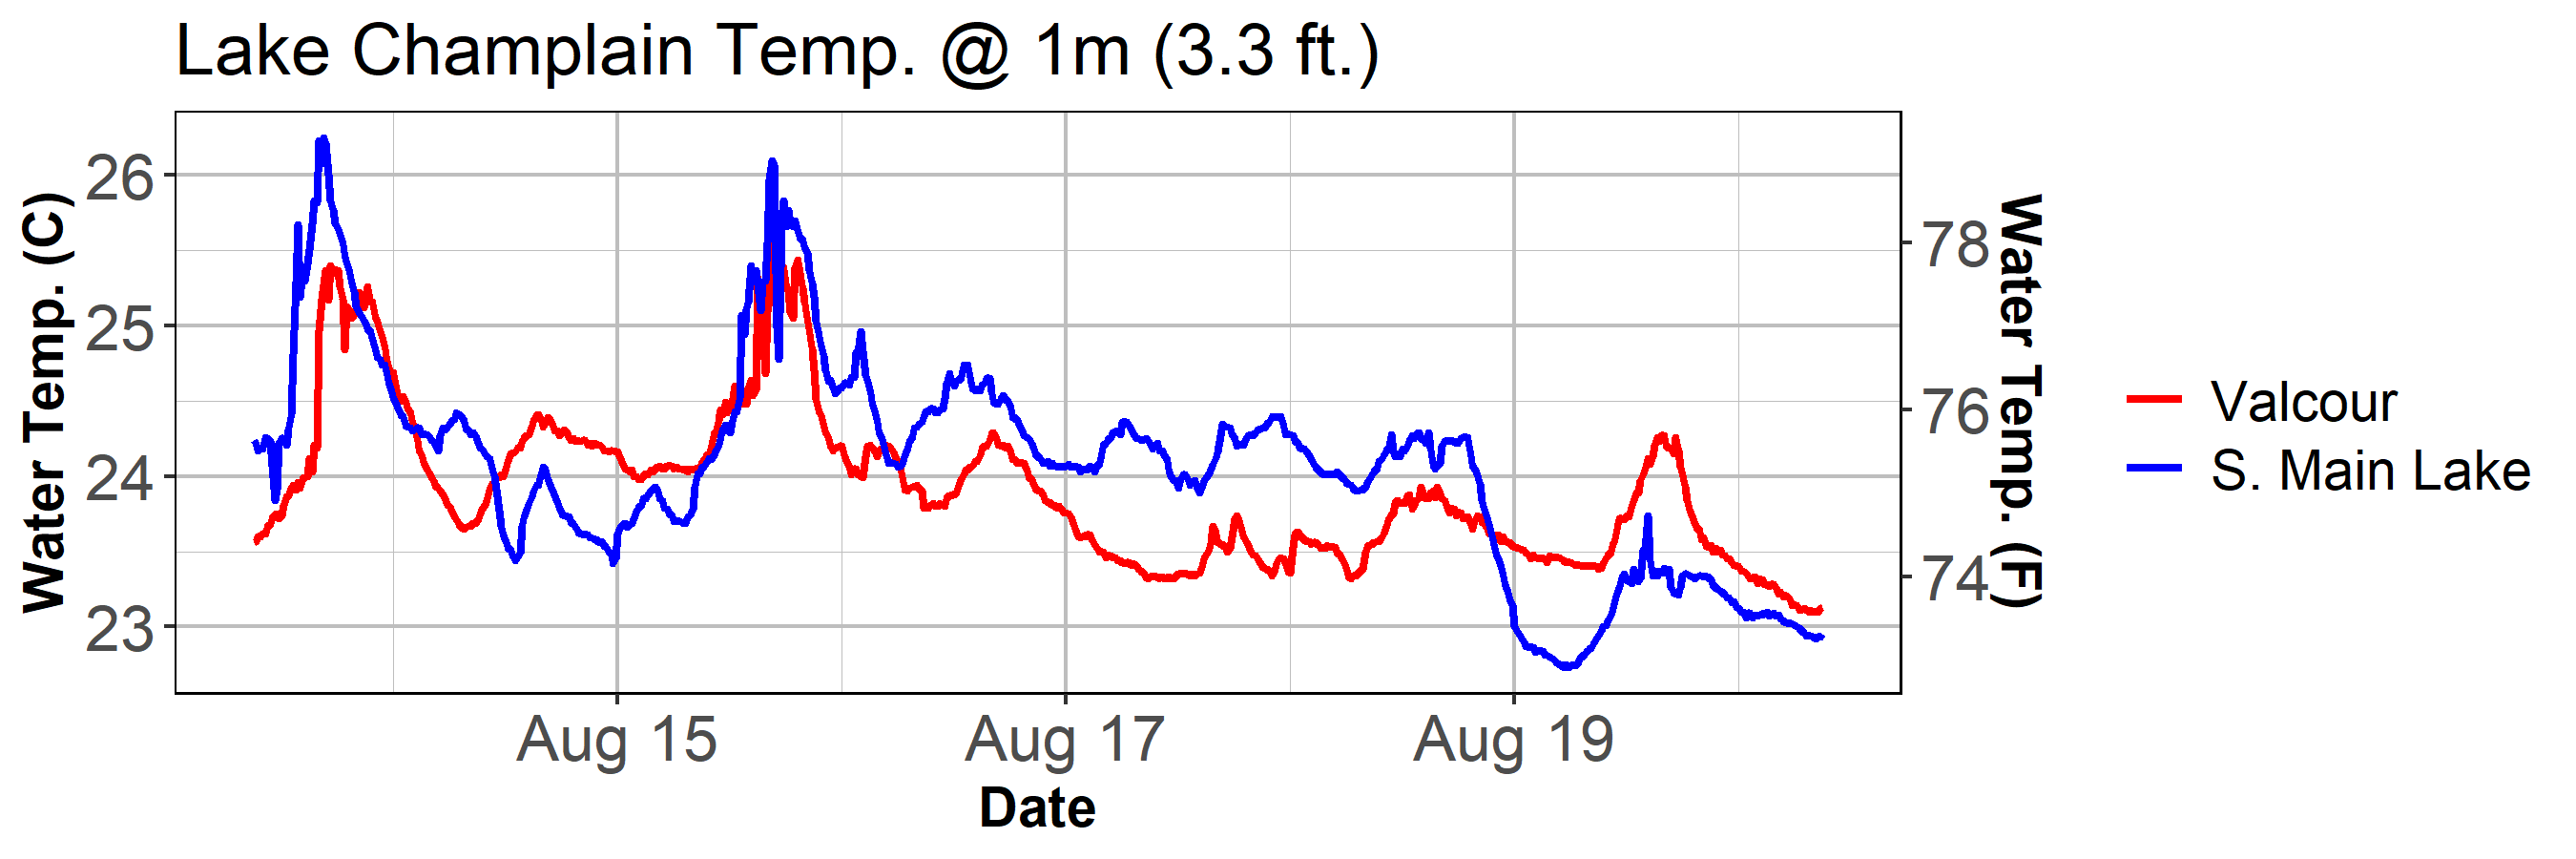 Lake Champlain Temp. @ 1m (3.3 ft.)
Water Temp. (C)
26
25
24
23
78
76
74
Water Temp. (F)
Aug 15
Aug 17
Aug 19
Date
Valcour
S. Main Lake